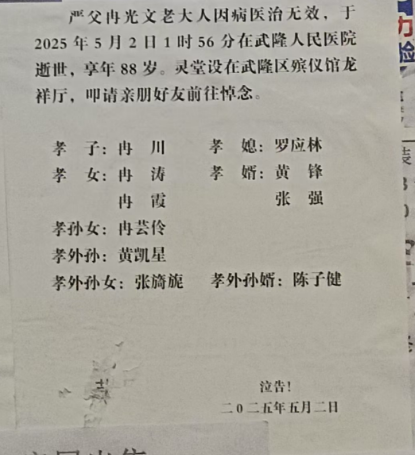 严父冉光文老大人因病医治无效，于
2025年5月2日1时56分在武隆人民医院
逝世，享年88岁。灵堂设在武隆区殡仪馆龙
祥厅，叩请亲朋好友前往悼念。
孝 子：冉 川 孝 媳：罗应林
孝 女：冉 涛 孝 婿：黄 锋
冉 霞 张 强
孝孙女：冉芸伶
孝外孙：黄凯星
孝外孙女：张旖旎 孝外孙婿：陈子健
泣告！
二０二五年五月二日